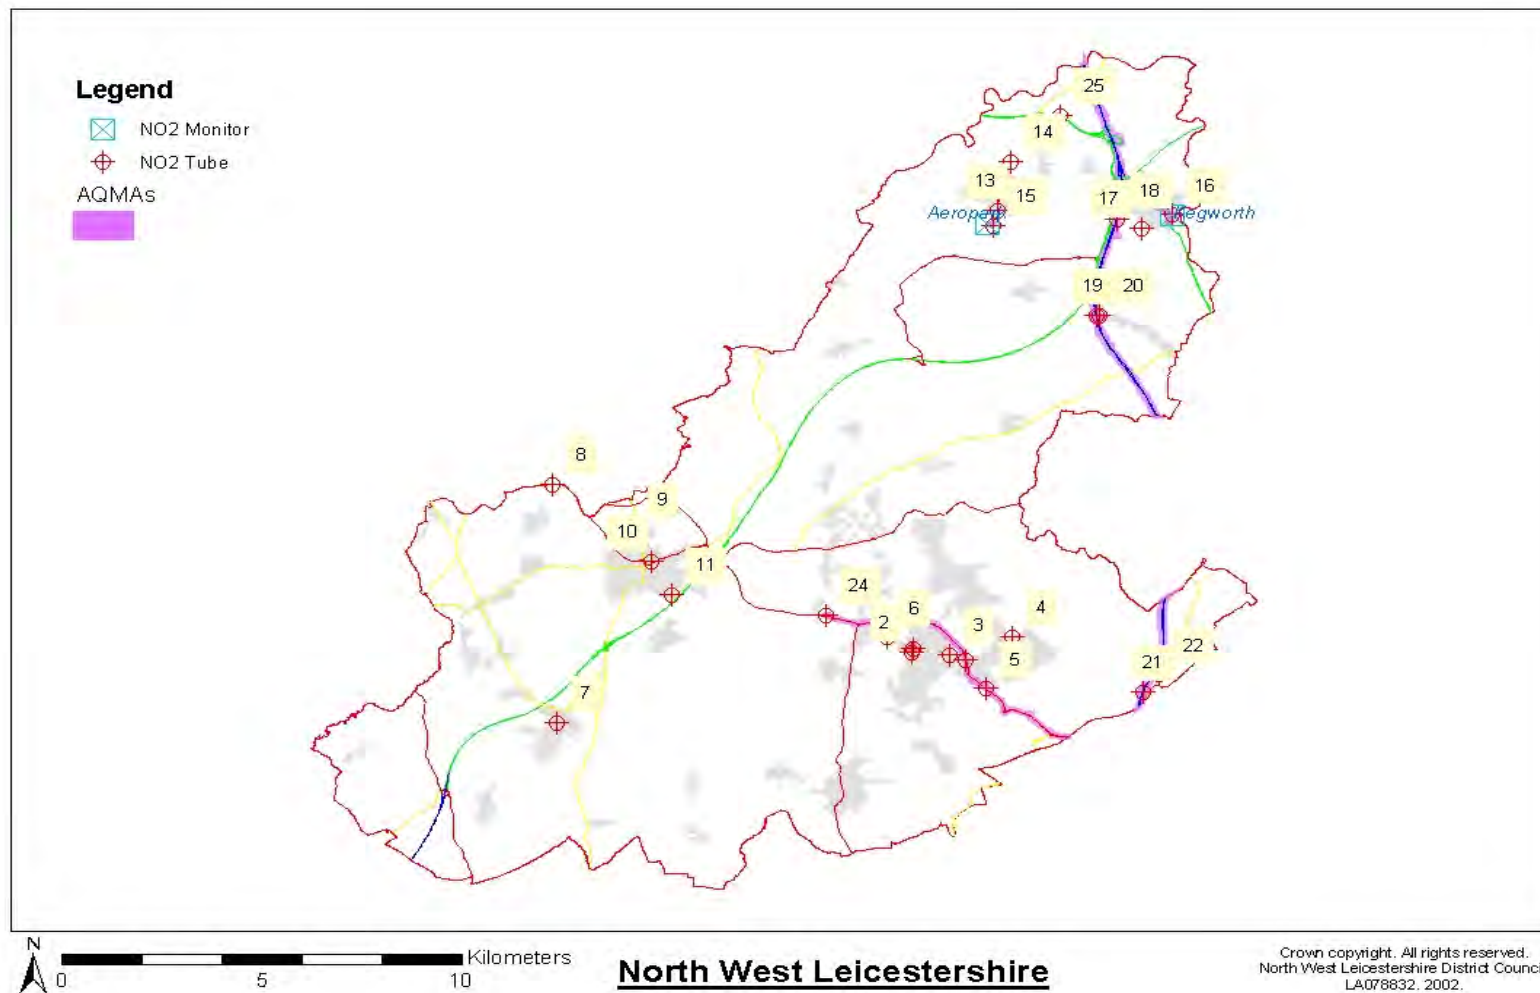 Legend
NO2 Monitor
NO2 Tube
AQMAs
25
14
13
15
17
18
16
Kegworth
19
20
8
9
10
11
24
2
6
3
4
5
22
21
7
N
0
5
10
Kilometers
North West Leicestershire
Crown copyright. All rights reserved.
North West Leicestershire District Counci
LA078832. 2002.